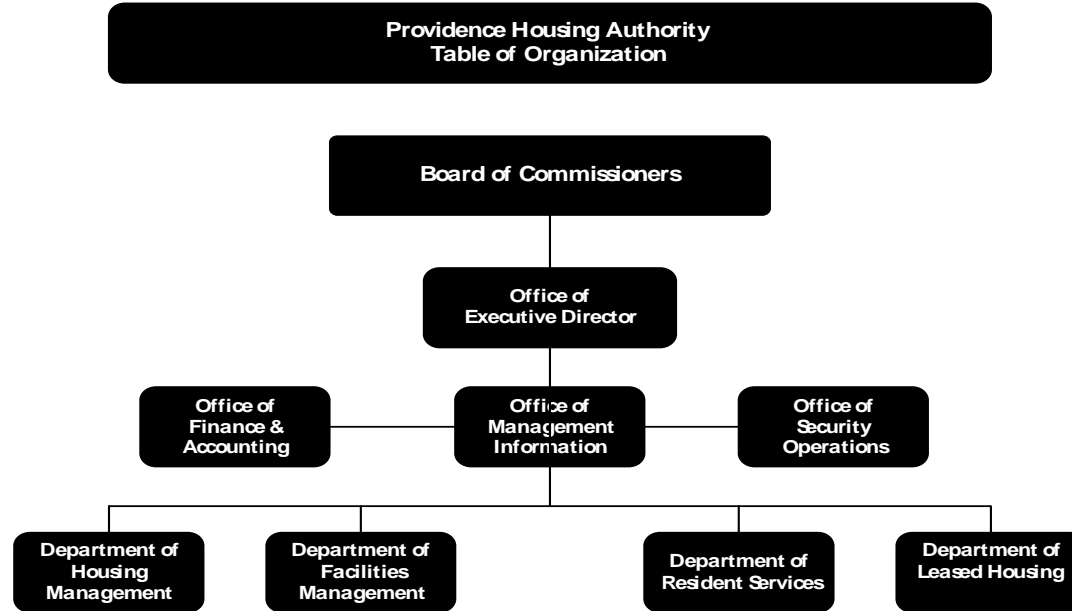 Providence Housing Authority
Table of Organization
Board of Commissioners
Office of
Executive Director
Office of
Finance &
Accounting
Office of
Management
Information
Office of
Security
Operations
Department of
Housing
Management
Department of
Facilities
Management
Department of
Resident Services
Department of
Leased Housing